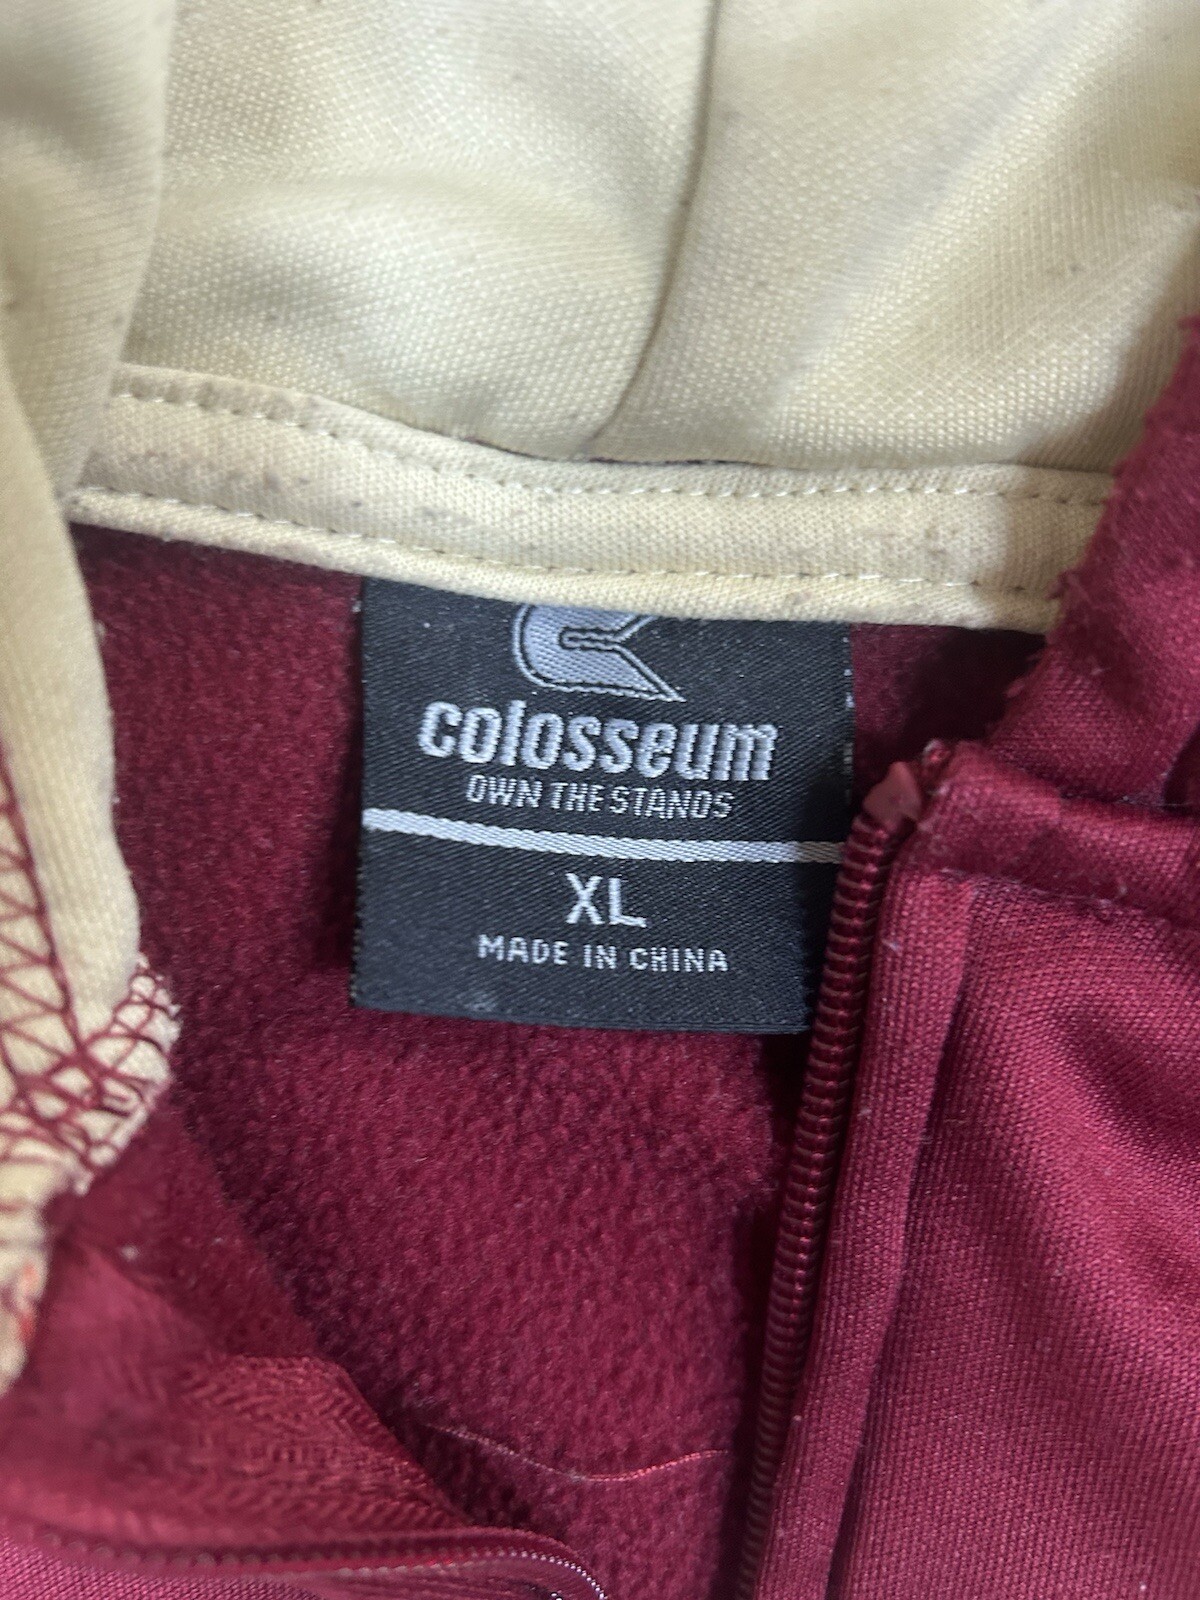 colosseum
OWN THE STANDS
XL
MADE IN CHINA